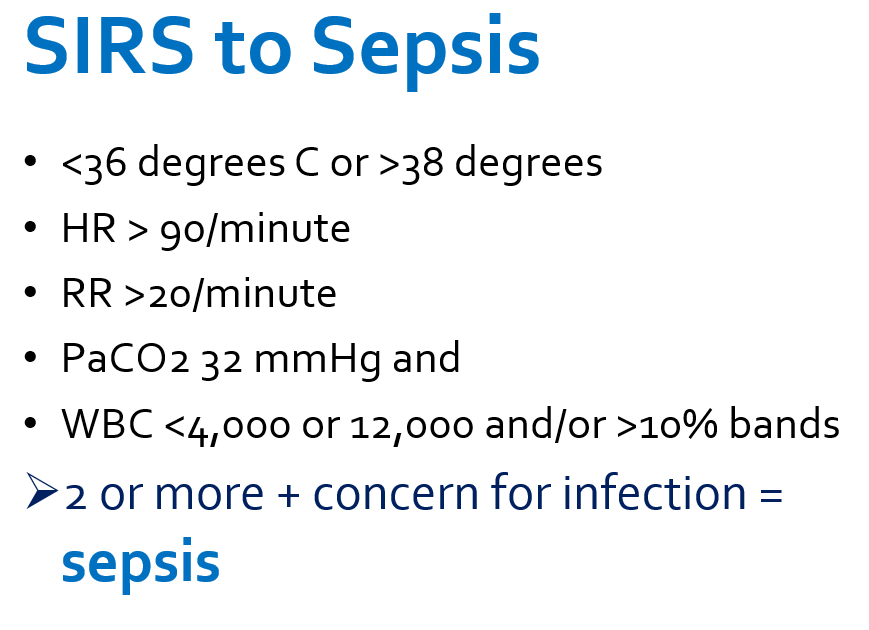 SIRS to Sepsis
• <36 degrees C or >38 degrees
• HR > 90/minute
• RR >20/minute
• PaCO2 32 mmHg and
• WBC <4,000 or 12,000 and/or >10% bands
➢2 or more + concern for infection =
sepsis